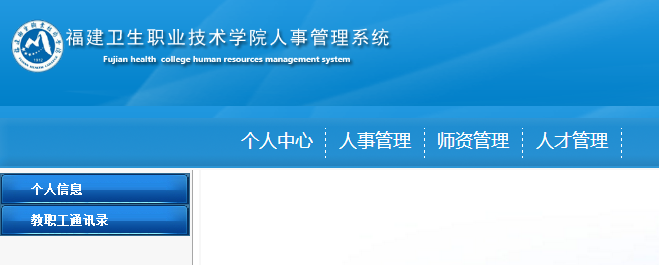 福建卫生职业技术学院人事管理系统
Fujian health college human resources management system
个人中心 人事管理 师资管理 人才管理
个人信息
教职工通讯录